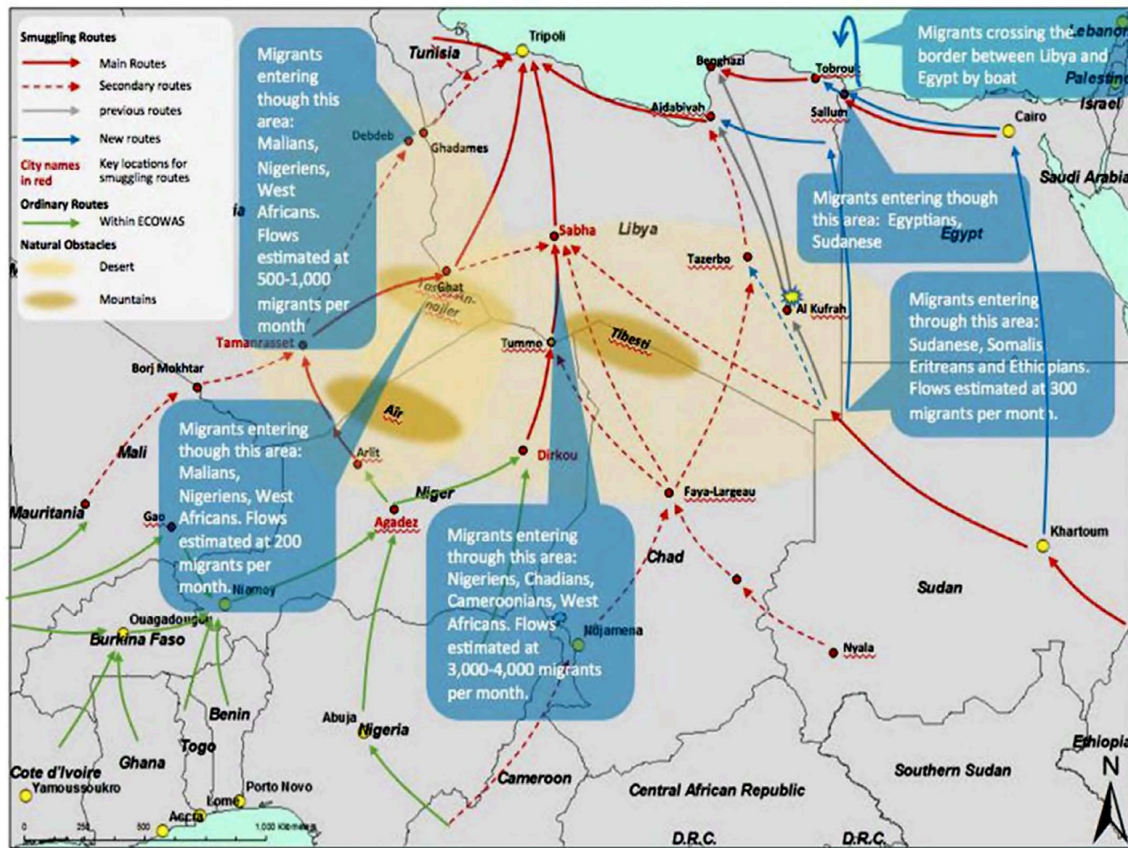 Smuggling Routes
Main Routes
Secondary routes
previous routes
New routes
City names
in red
Key locations for
smuggling routes
Ordinary Routes
Within ECOWAS
Natural Obstacles
Desert
Mountains
Migrants
entering
though this
area:
Malians,
Nigeriens,
West
Africans.
Flows
estimated at
500-1,000
migrants per
month
Migrants crossing the
border between Libya and
Egypt by boat
Lebanon
Palestine
Israel
Tunisia
Tripoli
Benghazi
Tobrouk
Ajdabiyah
Sallum
Cairo
Saudi Arabia
Debdeb
Ghadames
Migrants entering though
this area: Egyptians,
Sudanese
Sabha
Libya
Egypt
Tazerbo
Ghat
Al Kufrah
Migrants entering
through this area:
Sudanese, Somalis
Eritreans and Ethiopians.
Flows estimated at 300
migrants per month.
Tamanrasset
Tummo
Tibesti
Borj Mokhtar
Aïr
Migrants entering
though this area:
Malians,
Nigeriens, West
Africans. Flows
estimated at 200
migrants per
month.
Mali
Arlit
Dirkou
Niger
Agadez
Faya-Largeau
Mauritania
Gao
Khartoum
Chad
Migrants entering
through this area:
Nigeriens, Chadians,
Cameroonians, West
Africans. Flows
estimated at
3,000-4,000 migrants
per month.
Sudan
Niamey
Ouagadougou
Burkina Faso
Ndjamena
Nyala
Benin
Abuja
Nigeria
Togo
Ghana
Cote d'Ivoire
Yamoussoukro
Cameroon
Central African Republic
Southern Sudan
Ethiopia
N
Porto Novo
Lome
Accra
0 250 500 1,000 Kilometers
D.R.C.
D.R.C.